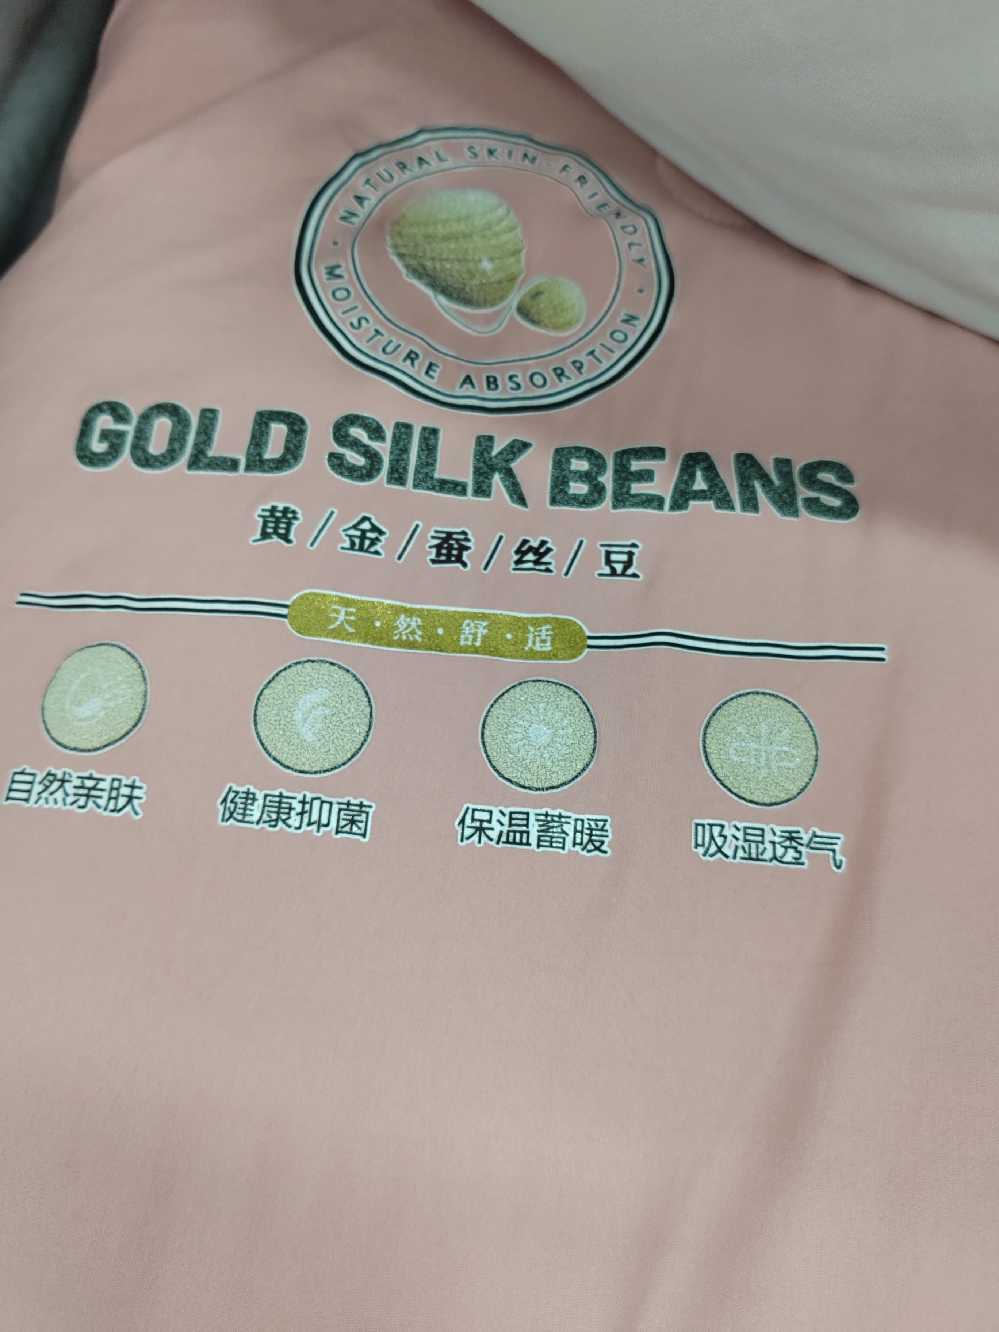 · NATURAL SKIN-FRIENDLY ·
MOISTURE ABSORPTION
GOLD SILK BEANS
黄/金/蚕/丝/豆
天·然·舒·适
自然亲肤 健康抑菌 保温蓄暖 吸湿透气